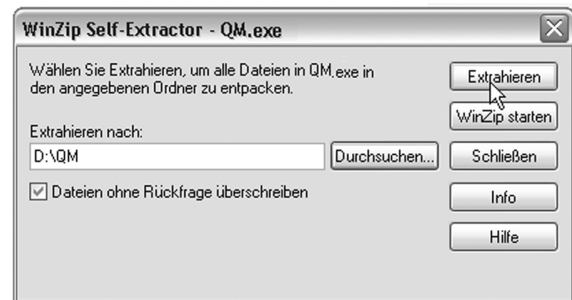 WinZip Self-Extractor - QM.exe
Wählen Sie Extrahieren, um alle Dateien in QM.exe in
den angegebenen Ordner zu entpacken.
Extrahieren nach:
D:\QM
Durchsuchen...
Dateien ohne Rückfrage überschreiben
Extrahieren
WinZip starten
Schließen
Info
Hilfe